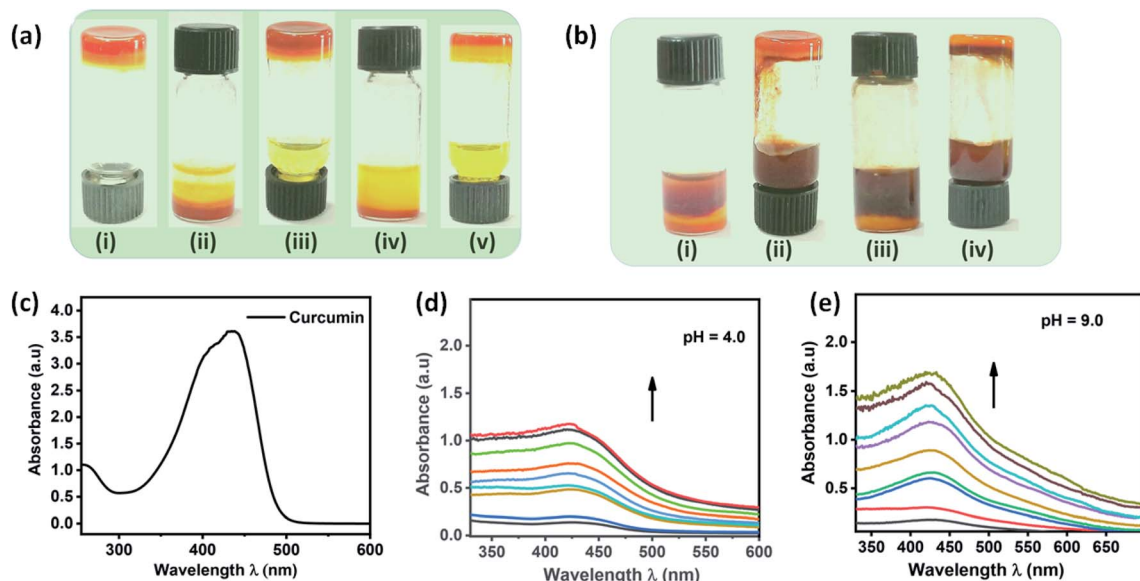 (a)
(i) (ii) (iii) (iv) (v)
(b)
(i) (ii) (iii) (iv)
(c)
4.0
3.5
3.0
2.5
2.0
1.5
1.0
0.5
0.0
Absorbance (a.u)
Curcumin
300 400 500 600
Wavelength λ (nm)
(d)
2.0
1.5
1.0
0.5
Absorbance (a.u)
pH = 4.0
350 400 450 500 550 600
Wavelength λ (nm)
(e)
2.0
1.5
1.0
0.5
Absorbance (a.u)
pH = 9.0
350 400 450 500 550 600 650
Wavelength λ (nm)